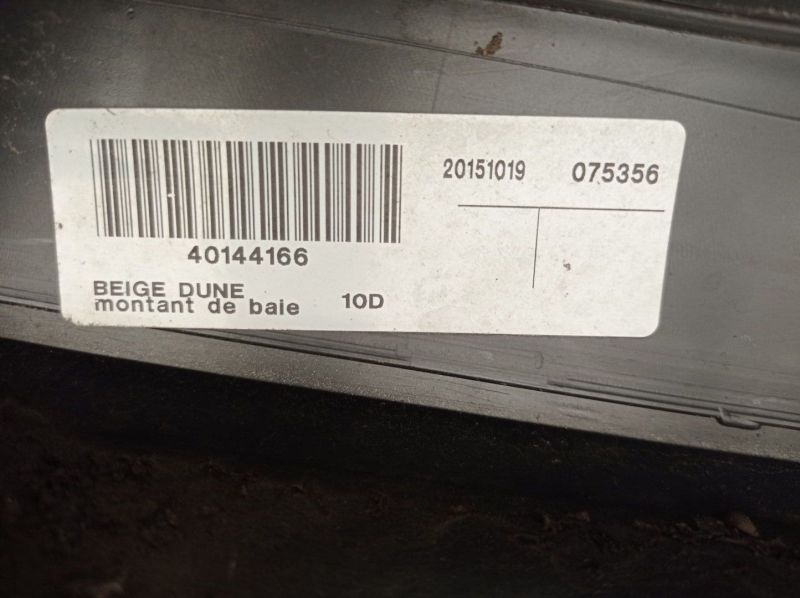 20151019 075356
40144166
BEIGE DUNE
montant de baie 10D